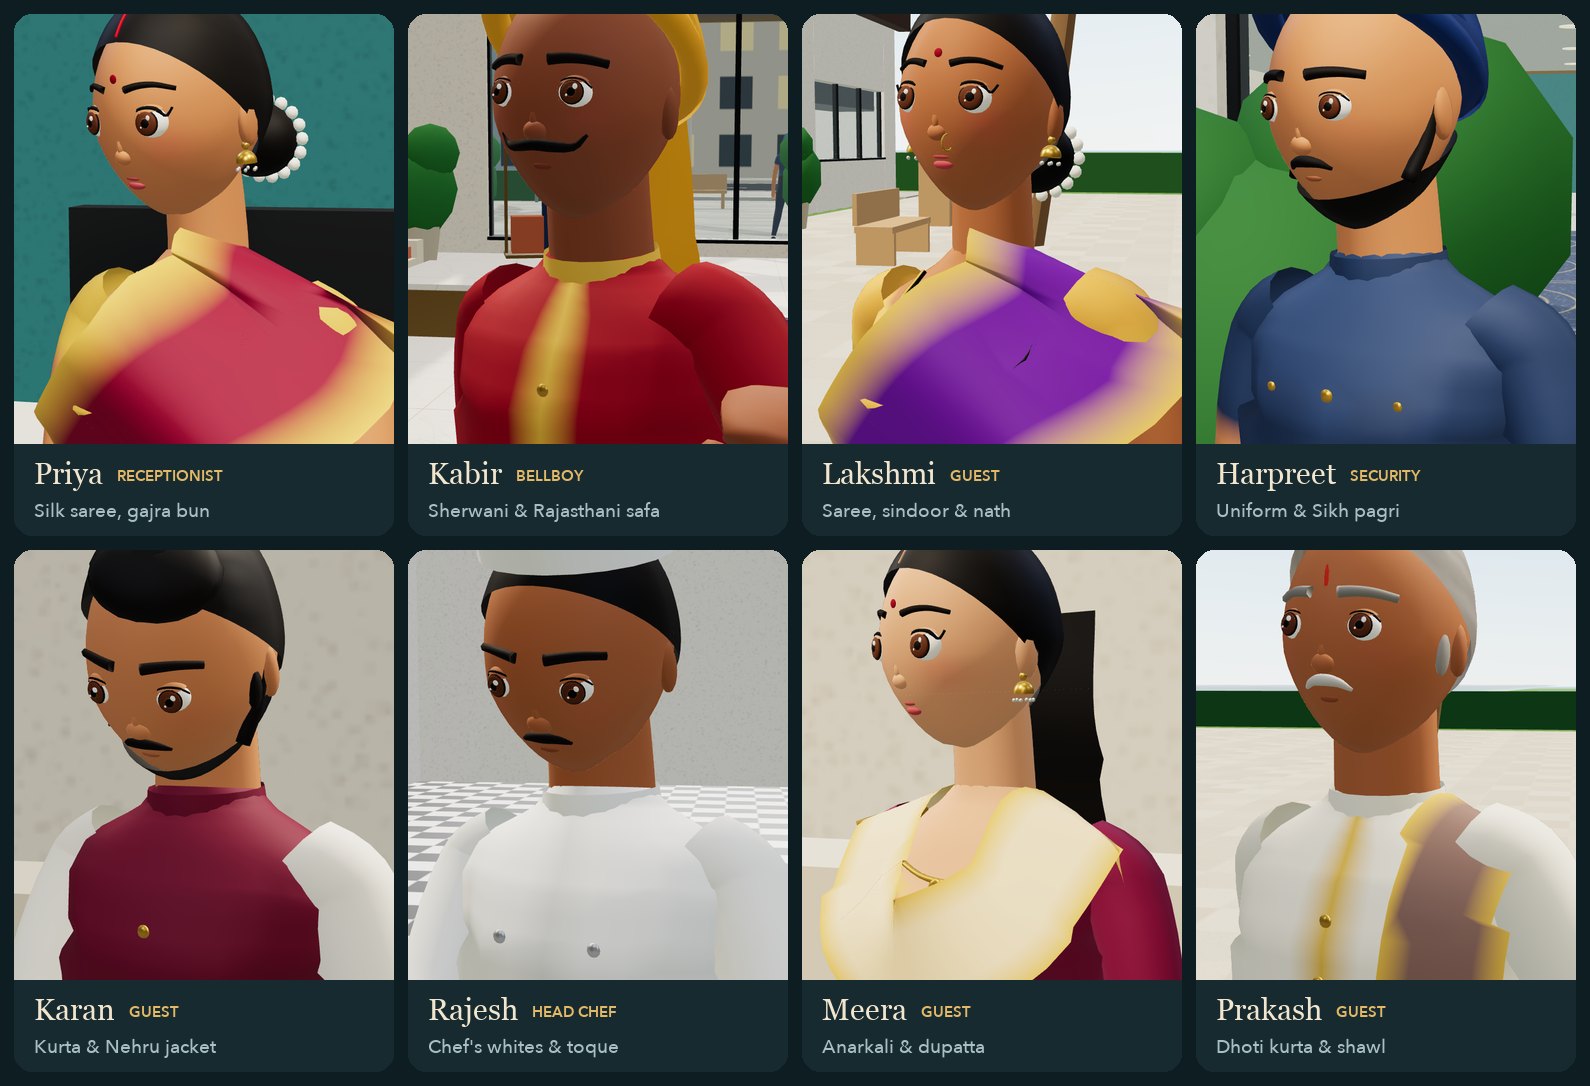 Priya RECEPTIONIST
Silk saree, gajra bun
Kabir BELLBOY
Sherwani & Rajasthani safa
Lakshmi GUEST
Saree, sindoor & nath
Harpreet SECURITY
Uniform & Sikh pagri
Karan GUEST
Kurta & Nehru jacket
Rajesh HEAD CHEF
Chef's whites & toque
Meera GUEST
Anarkali & dupatta
Prakash GUEST
Dhoti kurta & shawl